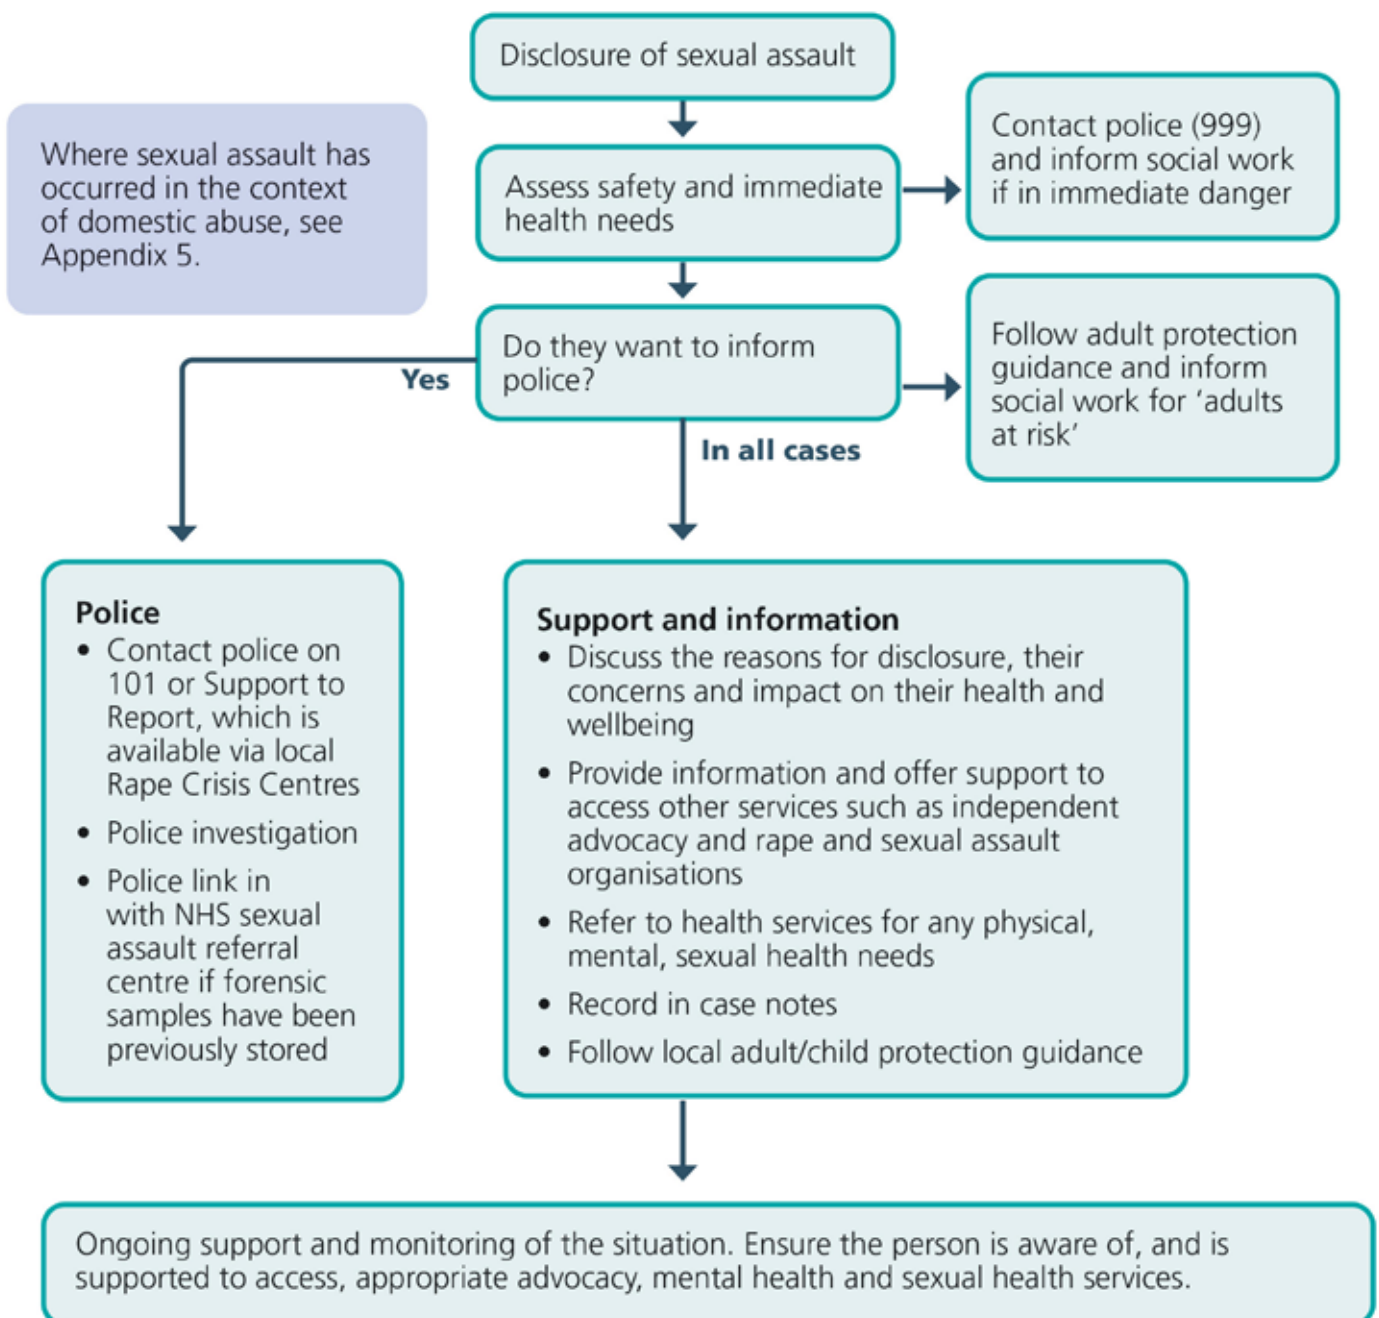 Disclosure of sexual assault
Where sexual assault has
occurred in the context
of domestic abuse, see
Appendix 5.
Assess safety and immediate
health needs
Contact police (999)
and inform social work
if in immediate danger
Do they want to inform
police?
Follow adult protection
guidance and inform
social work for ‘adults
at risk’
Yes
In all cases
Police
• Contact police on
101 or Support to
Report, which is
available via local
Rape Crisis Centres
• Police investigation
• Police link in
with NHS sexual
assault referral
centre if forensic
samples have been
previously stored
Support and information
• Discuss the reasons for disclosure, their
concerns and impact on their health and
wellbeing
• Provide information and offer support to
access other services such as independent
advocacy and rape and sexual assault
organisations
• Refer to health services for any physical,
mental, sexual health needs
• Record in case notes
• Follow local adult/child protection guidance
Ongoing support and monitoring of the situation. Ensure the person is aware of, and is
supported to access, appropriate advocacy, mental health and sexual health services.